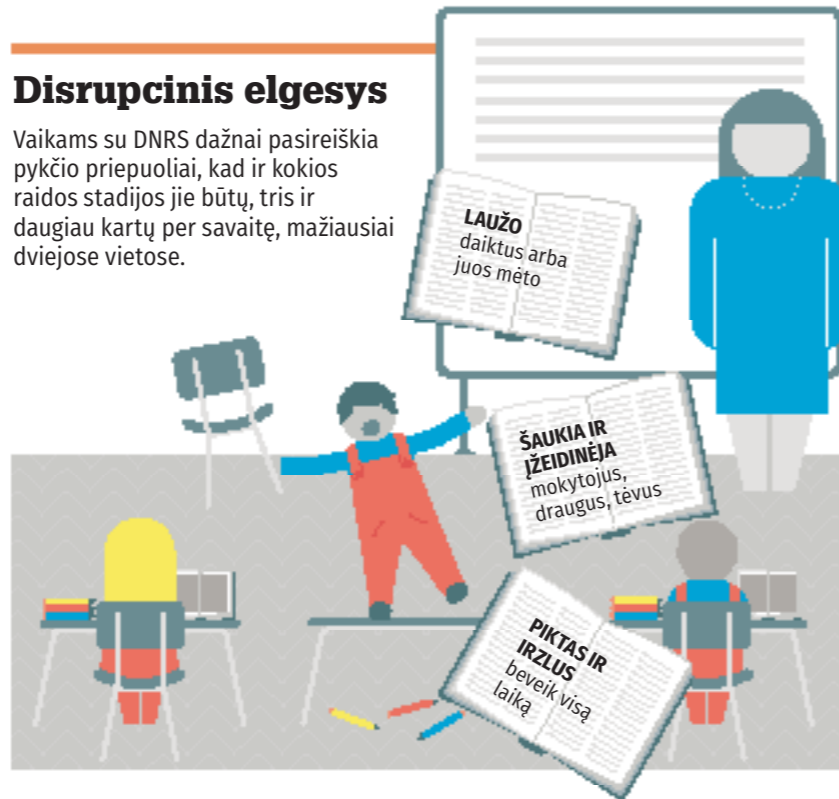 Disrupcinis elgesys
Vaikams su DNRS dažnai pasireiškia
pykčio priepuoliai, kad ir kokios
raidos stadijos jie būtų, tris ir
daugiau kartų per savaitę, mažiausiai
dviejose vietose.
LAUŽO
daiktus arba
juos mėto
ŠAUKIA IR
ĮŽEIDINĖJA
mokytojus,
draugus, tėvus
PIKTAS IR
IRZLUS
beveik visą
laiką